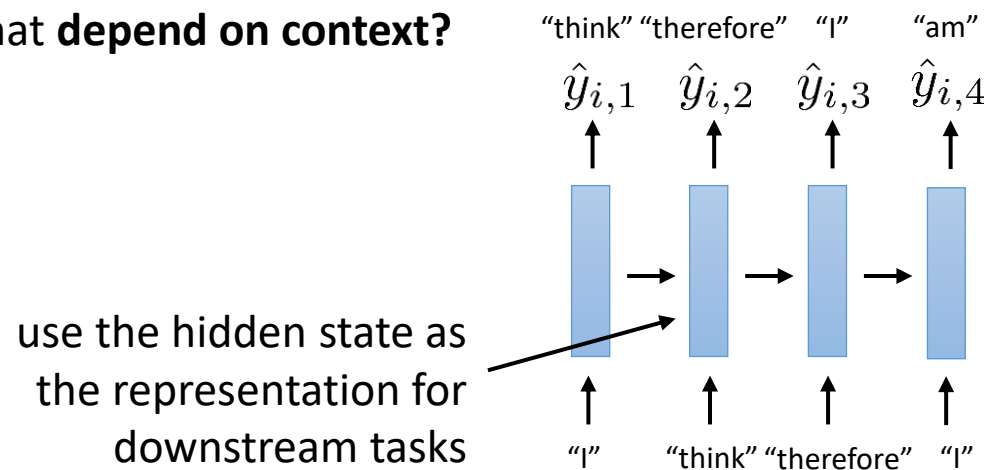 depend on context?
"think" "therefore" "I" "am"
ŷi,1 ŷi,2 ŷi,3 ŷi,4
use the hidden state as
the representation for
downstream tasks
"I" "think" "therefore" "I"